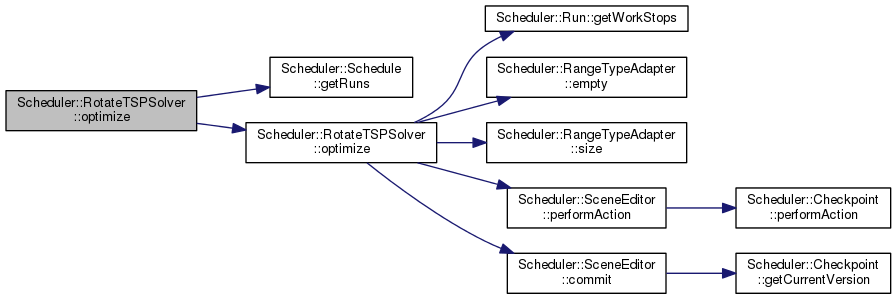 Scheduler::RotateTSPSolver
::optimize
Scheduler::Schedule
::getRuns
Scheduler::RotateTSPSolver
::optimize
Scheduler::Run::getWorkStops
Scheduler::RangeTypeAdapter
::empty
Scheduler::RangeTypeAdapter
::size
Scheduler::SceneEditor
::performAction
Scheduler::Checkpoint
::performAction
Scheduler::SceneEditor
::commit
Scheduler::Checkpoint
::getCurrentVersion